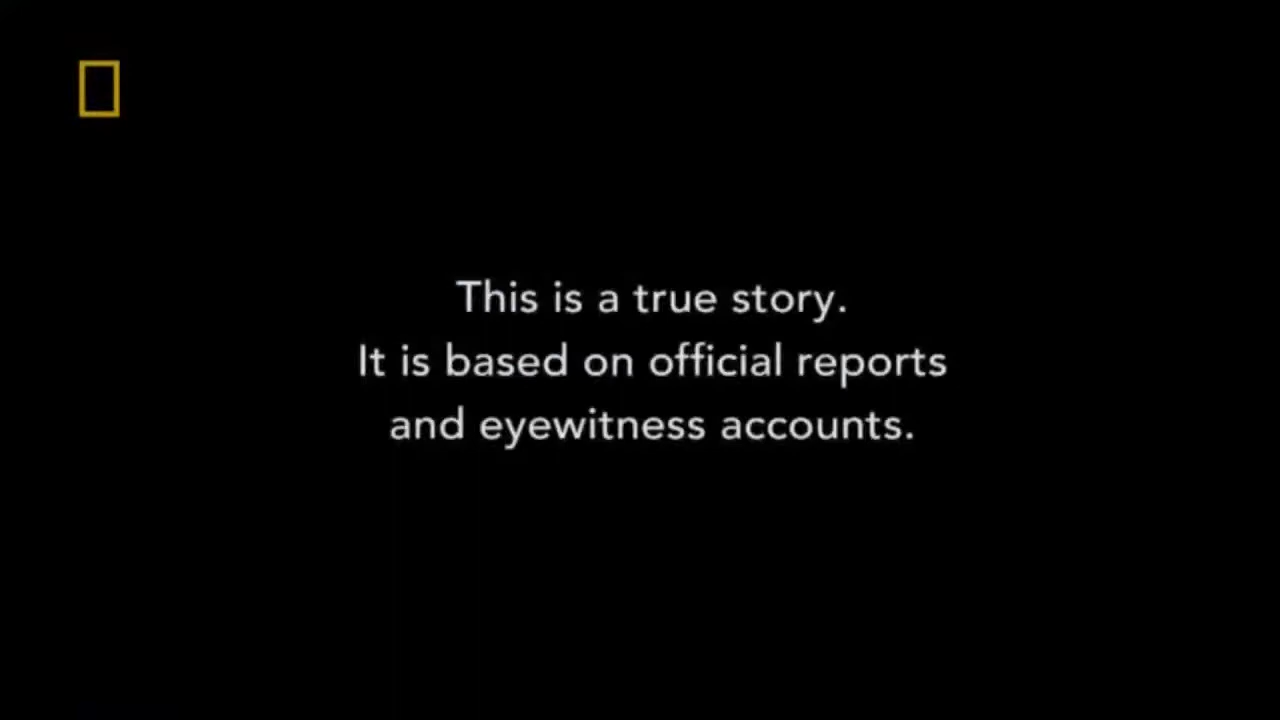 This is a true story.
It is based on official reports
and eyewitness accounts.